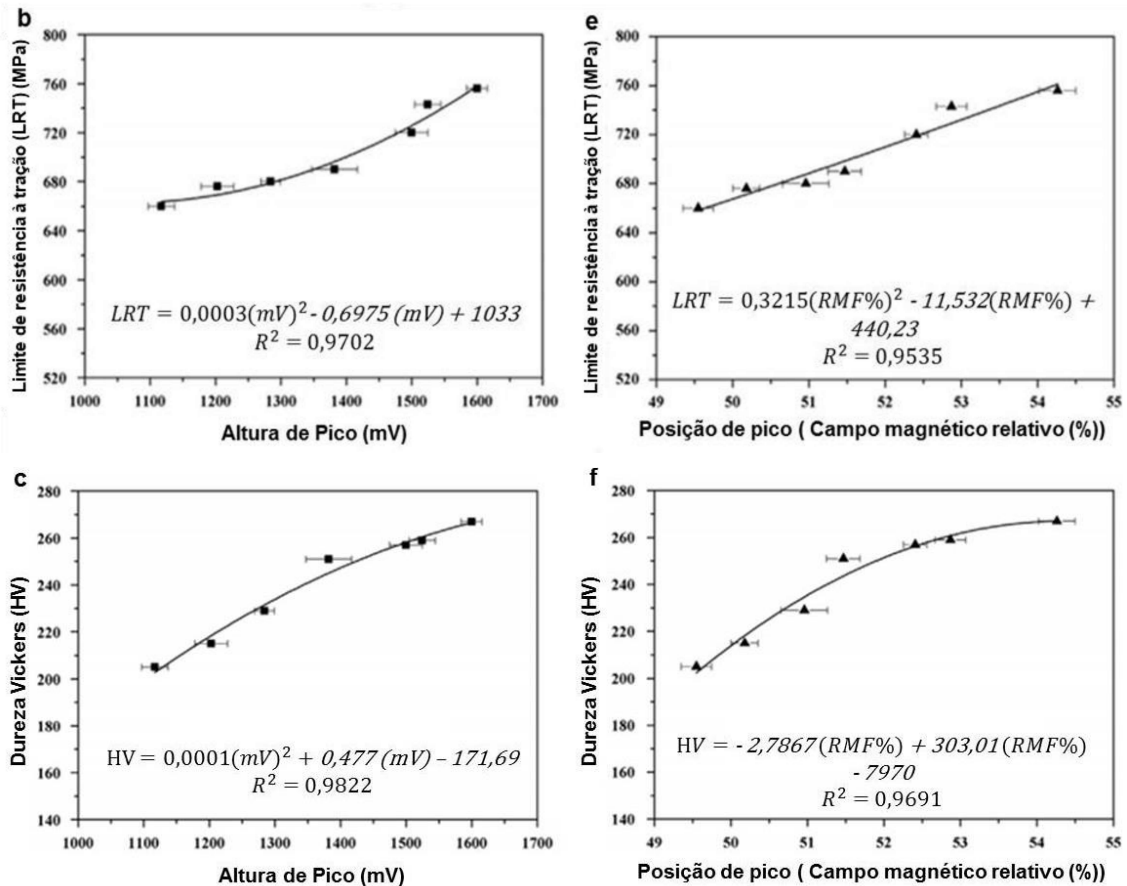 b
Limite de resistência à tração (LRT) (MPa)
800
760
720
680
640
600
560
520
LRT = 0,0003(mV)² - 0,6975 (mV) + 1033
R² = 0,9702
1000 1100 1200 1300 1400 1500 1600 1700
Altura de Pico (mV)
e
Limite de resistência à tração (LRT) (MPa)
800
760
720
680
640
600
560
520
LRT = 0,3215(RMF%)² - 11,532(RMF%) +
440,23
R² = 0,9535
49 50 51 52 53 54 55
Posição de pico ( Campo magnético relativo (%))
c
Dureza Vickers (HV)
280
260
240
220
200
180
160
140
HV = 0,0001(mV)² + 0,477 (mV) – 171,69
R² = 0,9822
1000 1100 1200 1300 1400 1500 1600 1700
Altura de Pico (mV)
f
Dureza Vickers (HV)
280
260
240
220
200
180
160
140
HV = - 2,7867(RMF%) + 303,01(RMF%)
- 7970
R² = 0,9691
49 50 51 52 53 54 55
Posição de pico ( Campo magnético relativo (%))